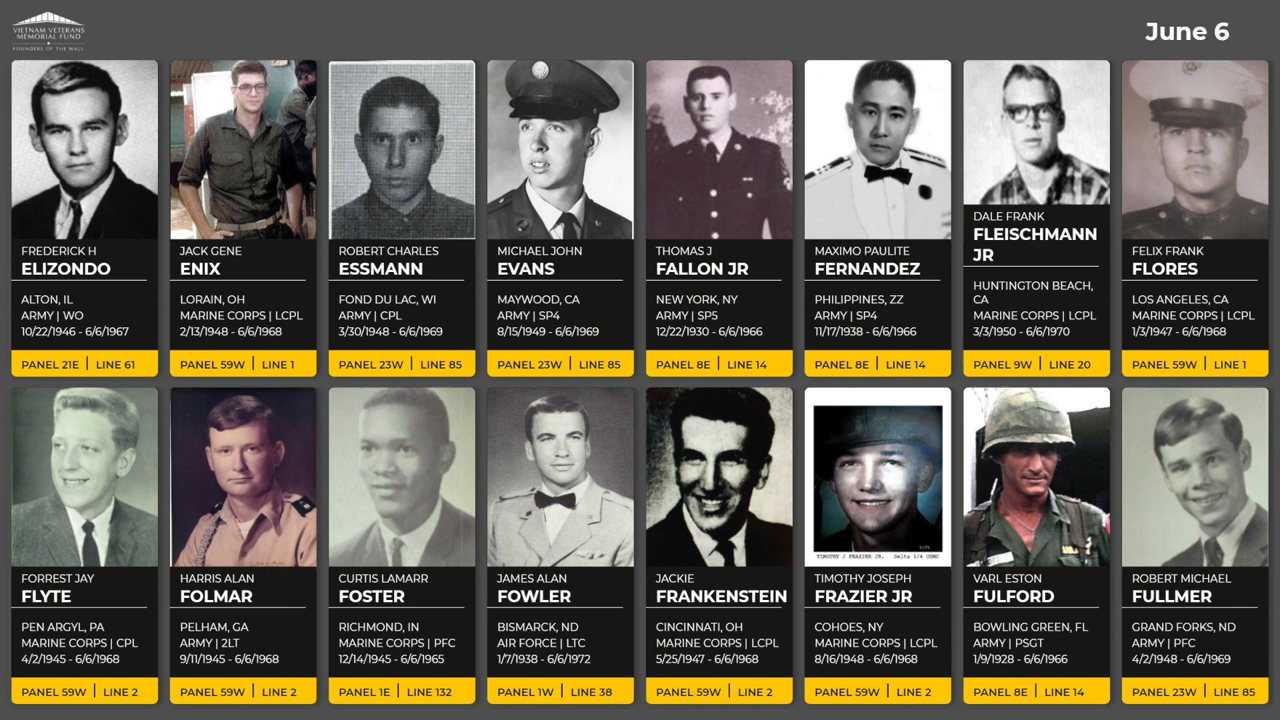 VIETNAM VETERANS
MEMORIAL FUND
FOUNDERS OF THE WALL
June 6
FREDERICK H
ELIZONDO
ALTON, IL
ARMY | WO
10/22/1946 - 6/6/1967
PANEL 21E | LINE 61
JACK GENE
ENIX
LORAIN, OH
MARINE CORPS | LCPL
2/13/1948 - 6/6/1968
PANEL 59W | LINE 1
ROBERT CHARLES
ESSMANN
FOND DU LAC, WI
ARMY | CPL
3/30/1948 - 6/6/1969
PANEL 23W | LINE 85
MICHAEL JOHN
EVANS
MAYWOOD, CA
ARMY | SP4
8/15/1949 - 6/6/1969
PANEL 23W | LINE 85
THOMAS J
FALLON JR
NEW YORK, NY
ARMY | SP5
12/22/1930 - 6/6/1966
PANEL 8E | LINE 14
MAXIMO PAULITE
FERNANDEZ
PHILIPPINES, ZZ
ARMY | SP4
11/17/1938 - 6/6/1966
PANEL 8E | LINE 14
DALE FRANK
FLEISCHMANN
JR
HUNTINGTON BEACH,
CA
MARINE CORPS | LCPL
3/3/1950 - 6/6/1970
PANEL 9W | LINE 20
FELIX FRANK
FLORES
LOS ANGELES, CA
MARINE CORPS | LCPL
1/3/1947 - 6/6/1968
PANEL 59W | LINE 1
FORREST JAY
FLYTE
PEN ARGYL, PA
MARINE CORPS | CPL
4/2/1945 - 6/6/1968
PANEL 59W | LINE 2
HARRIS ALAN
FOLMAR
PELHAM, GA
ARMY | 2LT
9/11/1945 - 6/6/1968
PANEL 59W | LINE 2
CURTIS LAMARR
FOSTER
RICHMOND, IN
MARINE CORPS | PFC
12/14/1945 - 6/6/1965
PANEL 1E | LINE 132
JAMES ALAN
FOWLER
BISMARCK, ND
AIR FORCE | LTC
1/7/1938 - 6/6/1972
PANEL 1W | LINE 38
JACKIE
FRANKENSTEIN
CINCINNATI, OH
MARINE CORPS | LCPL
5/25/1947 - 6/6/1968
PANEL 59W | LINE 2
TIMOTHY J FRAZIER JR. Delta 1/4 USMC
TIMOTHY JOSEPH
FRAZIER JR
COHOES, NY
MARINE CORPS | LCPL
8/16/1948 - 6/6/1968
PANEL 59W | LINE 2
VARL ESTON
FULFORD
BOWLING GREEN, FL
ARMY | PSGT
1/9/1928 - 6/6/1966
PANEL 8E | LINE 14
ROBERT MICHAEL
FULLMER
GRAND FORKS, ND
ARMY | PFC
4/2/1948 - 6/6/1969
PANEL 23W | LINE 85